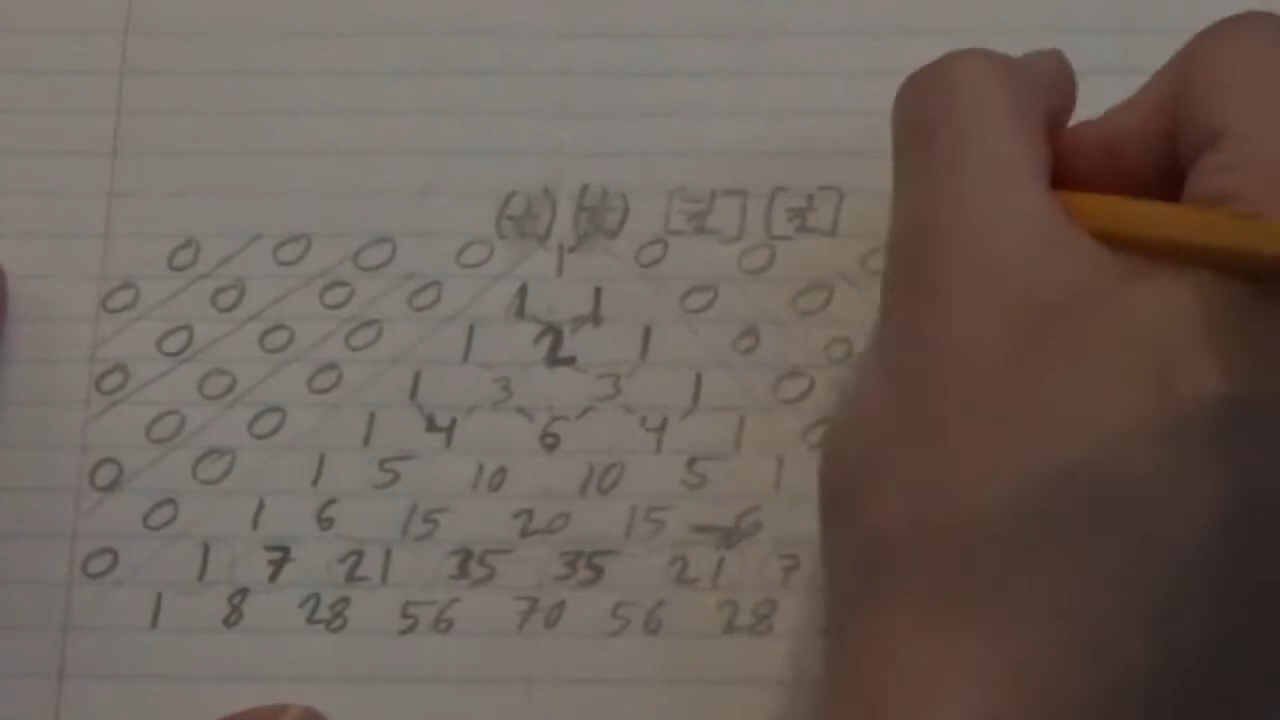 0 0 0 0 1 0 0
0 0 0 0 1 1 0 0
0 0 0 1 2 1 0 0
0 0 0 1 3 3 1 0
0 0 1 4 6 4 1
0 0 1 5 10 10 5 1
0 1 6 15 20 15 6
0 1 7 21 35 35 21 7
1 8 28 56 70 56 28